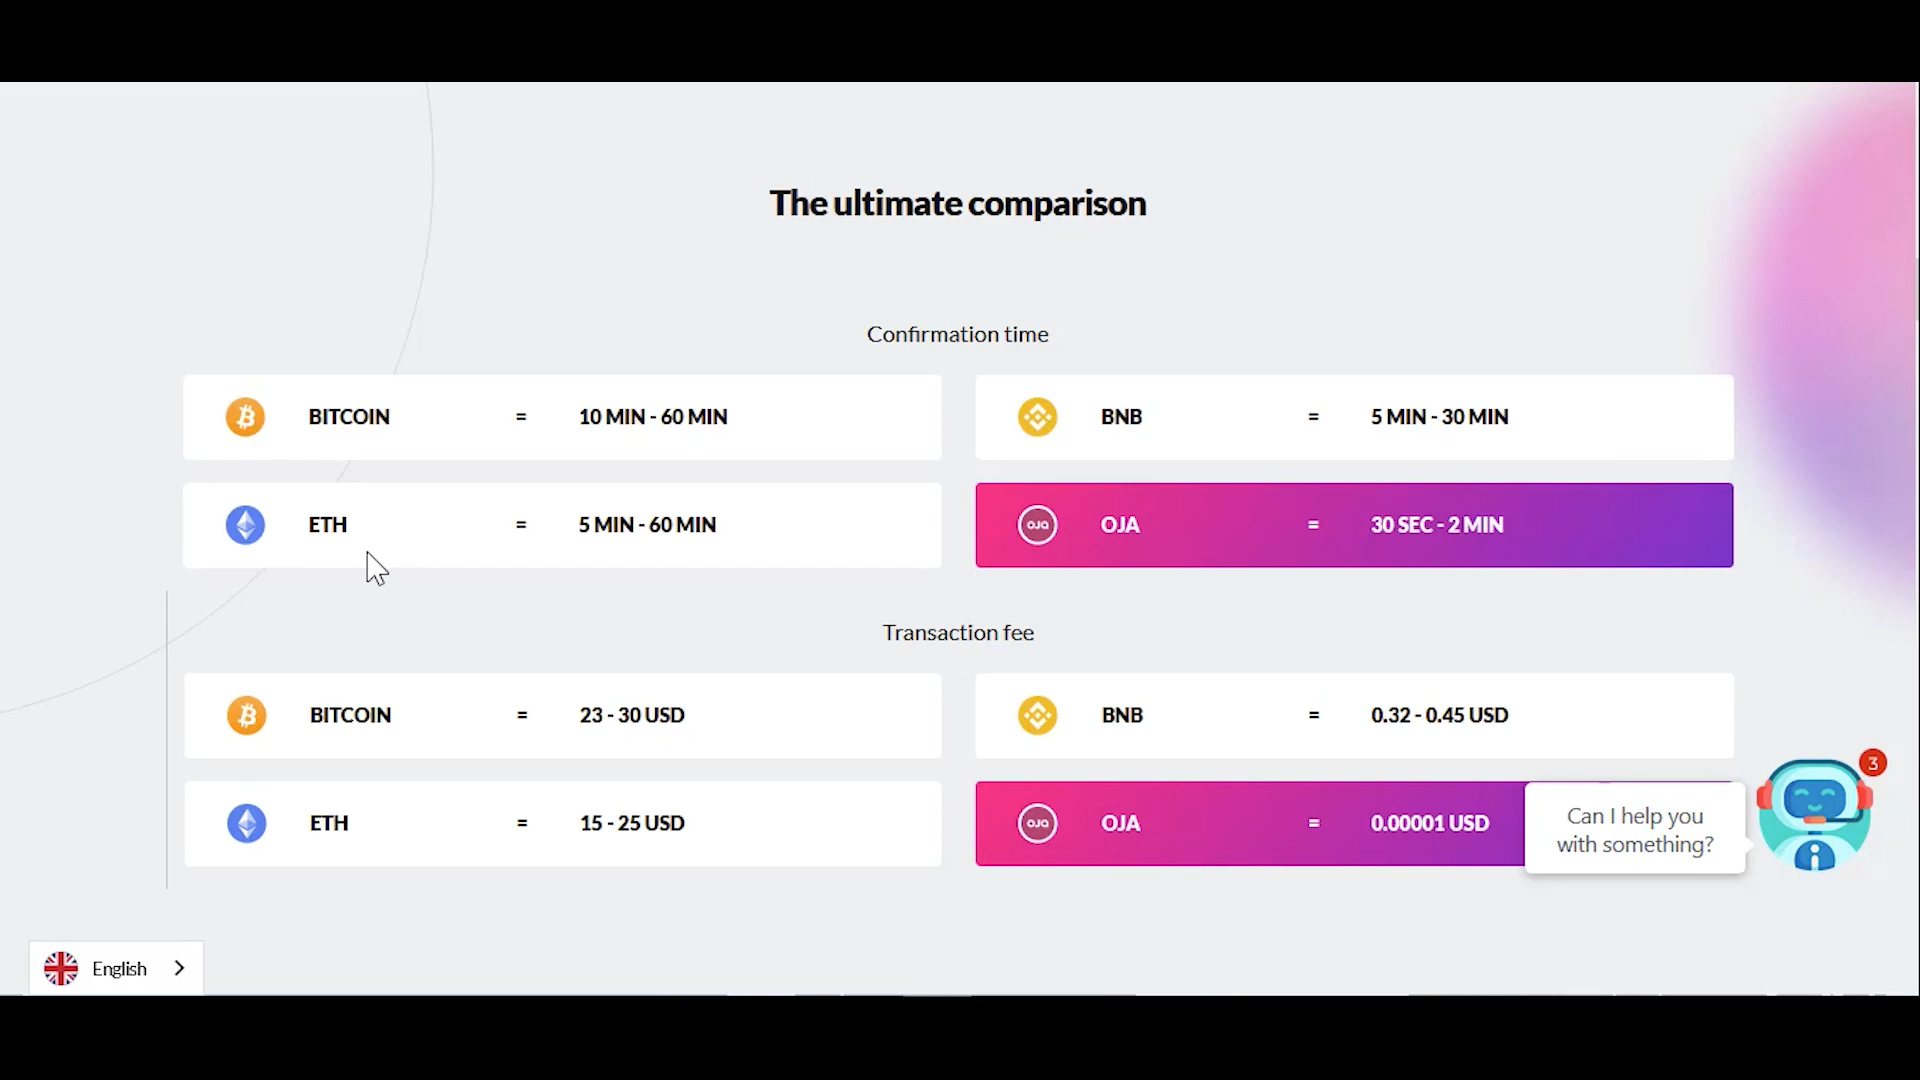 The ultimate comparison
Confirmation time
BITCOIN = 10 MIN - 60 MIN
BNB = 5 MIN - 30 MIN
ETH = 5 MIN - 60 MIN
OJA OJA = 30 SEC - 2 MIN
Transaction fee
BITCOIN = 23 - 30 USD
BNB = 0.32 - 0.45 USD
ETH = 15 - 25 USD
OJA OJA = 0.00001 USD
3
Can I help you
with something?
English